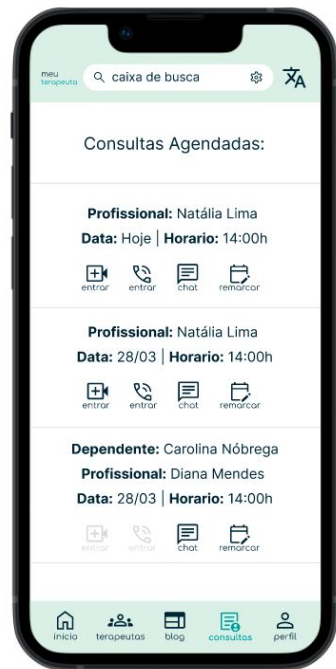 meu
terapeuta
caixa de busca
Consultas Agendadas:
Profissional: Natália Lima
Data: Hoje | Horario: 14:00h
entrar entrar chat remarcar
Profissional: Natália Lima
Data: 28/03 | Horario: 14:00h
entrar entrar chat remarcar
Dependente: Carolina Nóbrega
Profissional: Diana Mendes
Data: 28/03 | Horario: 14:00h
entrar entrar chat remarcar
inicio terapeutas blog consultas perfil